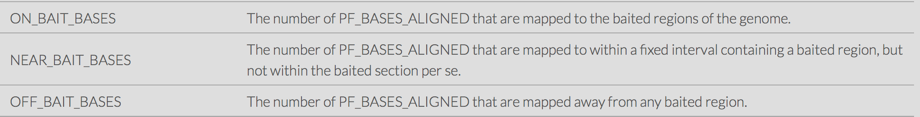 ON_BAIT_BASES The number of PF_BASES_ALIGNED that are mapped to the baited regions of the genome.
NEAR_BAIT_BASES The number of PF_BASES_ALIGNED that are mapped to within a fixed interval containing a baited region, but
not within the baited section per se.
OFF_BAIT_BASES The number of PF_BASES_ALIGNED that are mapped away from any baited region.